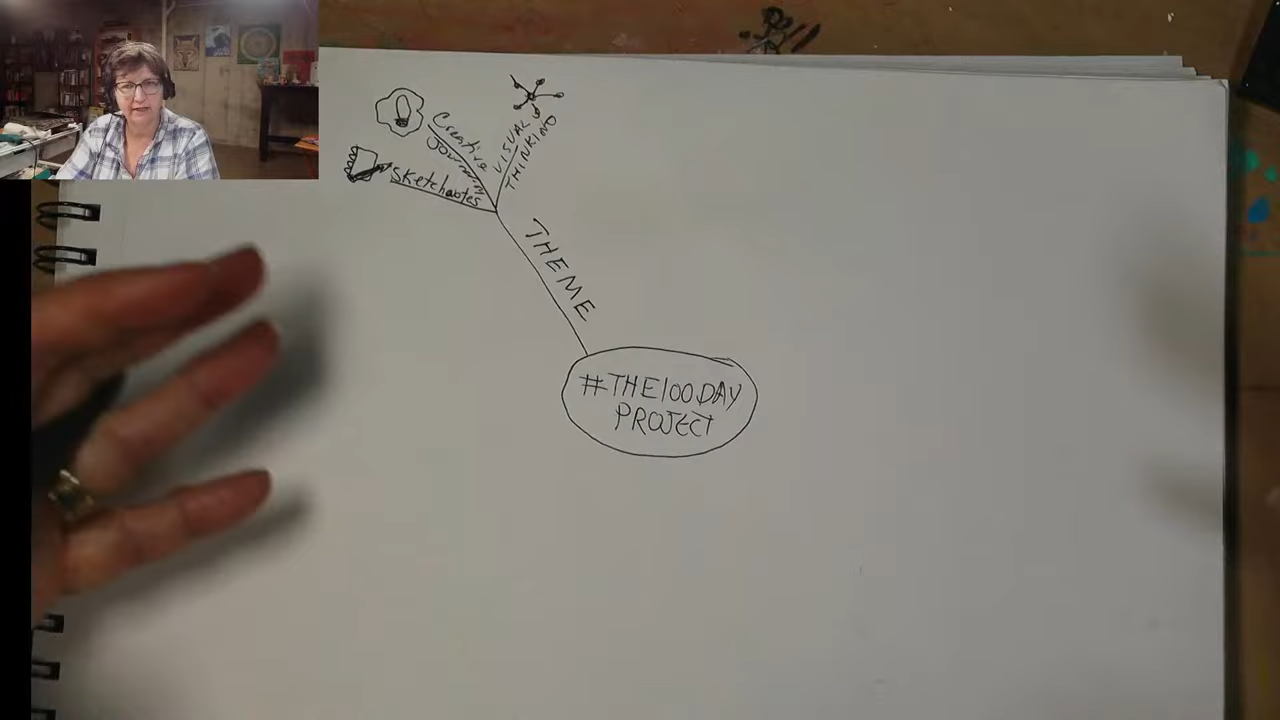 Creative
Journaling
Sketchnotes
VISUAL
THINKING
THEME
#THE100DAY
PROJECT